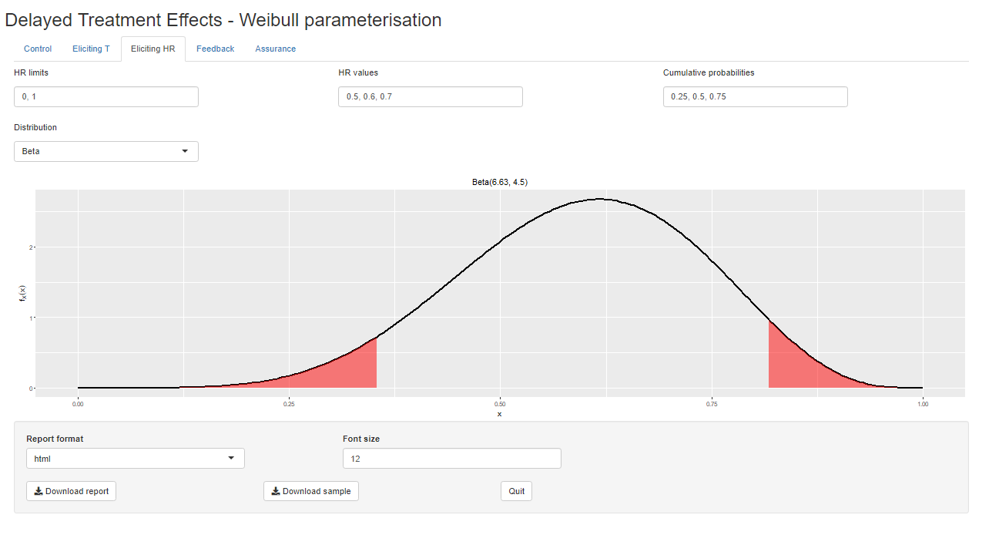 Delayed Treatment Effects - Weibull parameterisation
Control Eliciting T Eliciting HR Feedback Assurance
HR limits HR values Cumulative probabilities
0, 1 0.5, 0.6, 0.7 0.25, 0.5, 0.75
Distribution
Beta
Beta(6.63, 4.5)
2
fx(x)
1
0
0.00 0.25 0.50 0.75 1.00
x
Report format Font size
html 12
Download report Download sample Quit